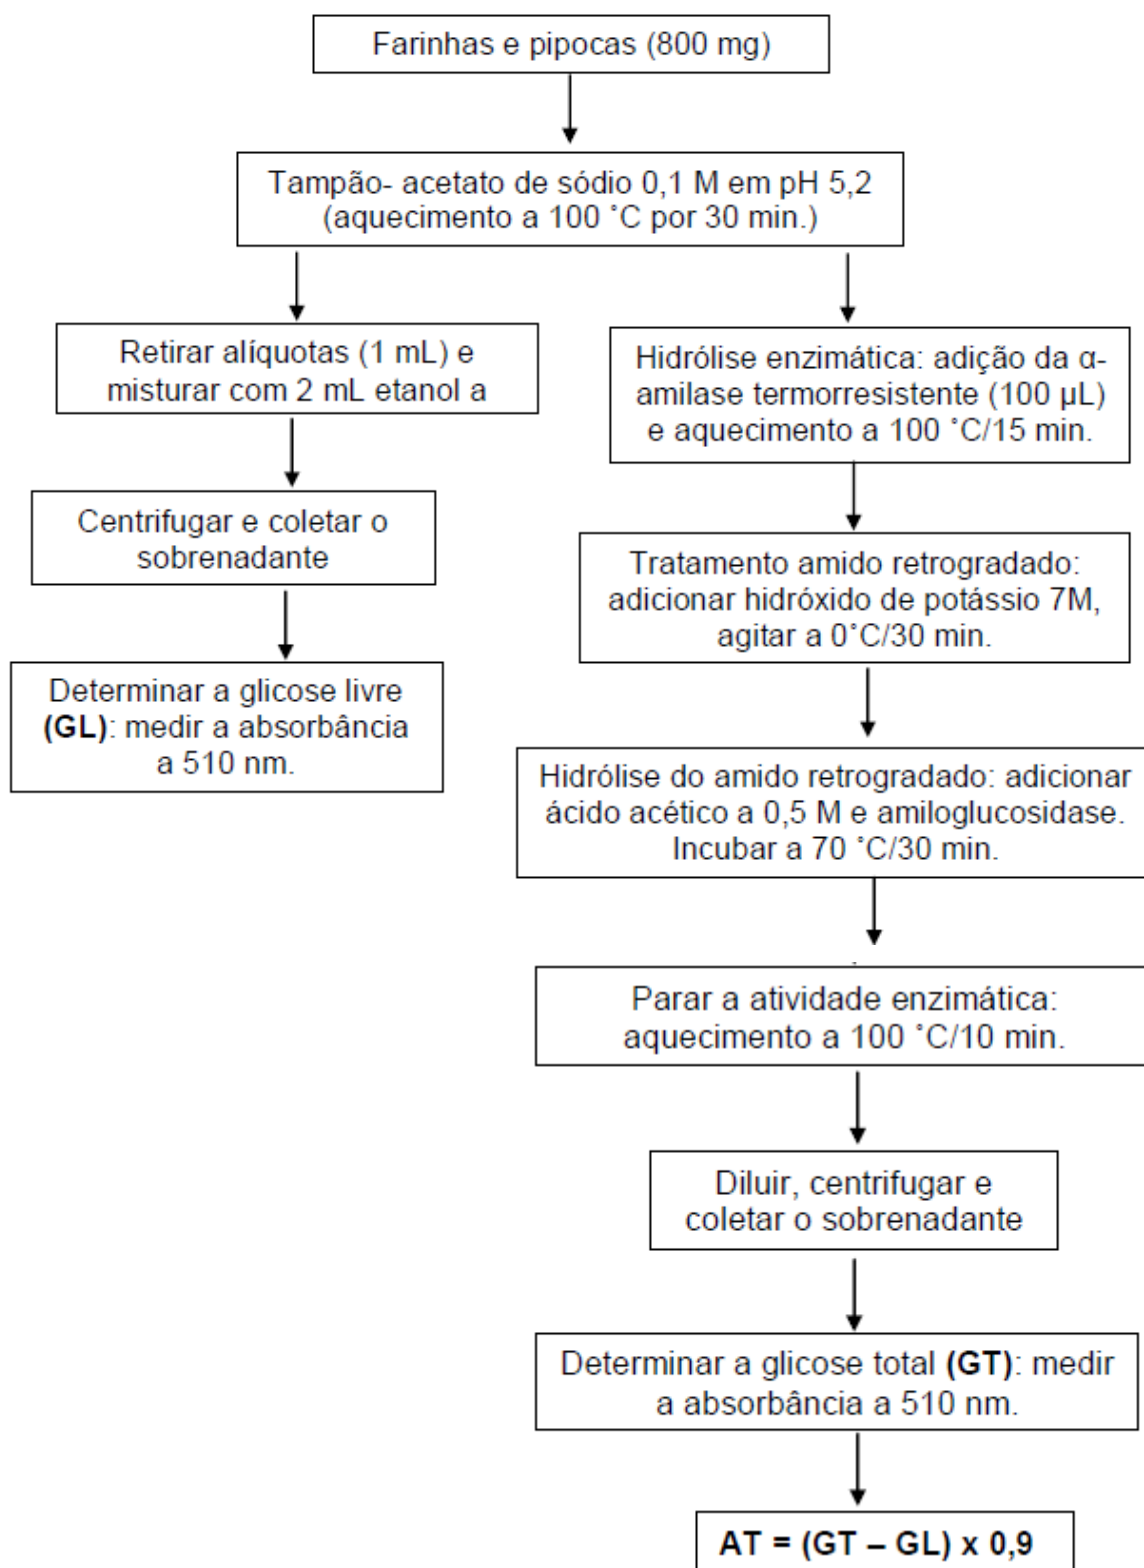 Farinhas e pipocas (800 mg)
Tampão- acetato de sódio 0,1 M em pH 5,2
(aquecimento a 100 ˚C por 30 min.)
Retirar alíquotas (1 mL) e
misturar com 2 mL etanol a
Centrifugar e coletar o
sobrenadante
Determinar a glicose livre
(GL): medir a absorbância
a 510 nm.
Hidrólise enzimática: adição da α-
amilase termorresistente (100 µL)
e aquecimento a 100 ˚C/15 min.
Tratamento amido retrogradado:
adicionar hidróxido de potássio 7M,
agitar a 0˚C/30 min.
Hidrólise do amido retrogradado: adicionar
ácido acético a 0,5 M e amiloglucosidase.
Incubar a 70 ˚C/30 min.
Parar a atividade enzimática:
aquecimento a 100 ˚C/10 min.
Diluir, centrifugar e
coletar o sobrenadante
Determinar a glicose total (GT): medir
a absorbância a 510 nm.
AT = (GT – GL) x 0,9